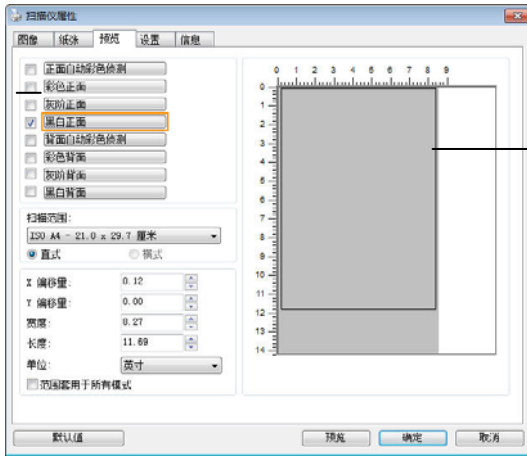 扫描仪属性
图像 纸张 预览 设置 信息
正面自动彩色侦测
彩色正面
灰阶正面
黑白正面
背面自动彩色侦测
彩色背面
灰阶背面
黑白背面
扫描范围:
ISO A4 - 21.0 x 29.7 厘米
直式 横式
X 偏移量: 0.12
Y 偏移量: 0.00
宽度: 8.27
长度: 11.69
单位: 英寸
范围套用于所有模式
0 1 2 3 4 5 6 7 8 9
0
1
2
3
4
5
6
7
8
9
10
11
12
13
14
默认值 预览 确定 取消